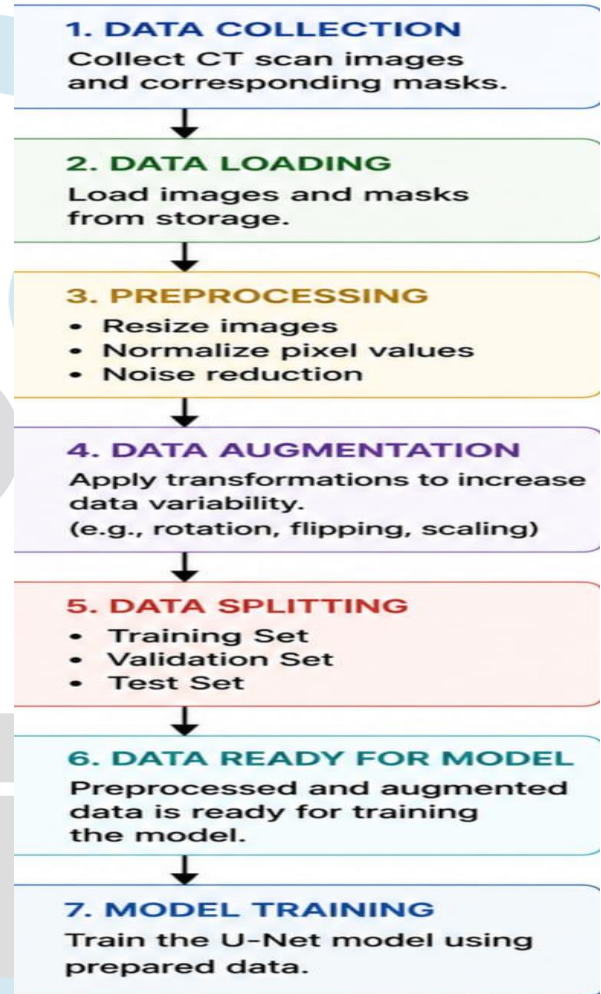 1. DATA COLLECTION
Collect CT scan images
and corresponding masks.
2. DATA LOADING
Load images and masks
from storage.
3. PREPROCESSING
• Resize images
• Normalize pixel values
• Noise reduction
4. DATA AUGMENTATION
Apply transformations to increase
data variability.
(e.g., rotation, flipping, scaling)
5. DATA SPLITTING
• Training Set
• Validation Set
• Test Set
6. DATA READY FOR MODEL
Preprocessed and augmented
data is ready for training
the model.
7. MODEL TRAINING
Train the U-Net model using
prepared data.